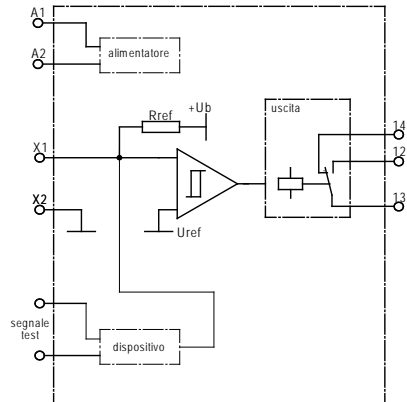 A1
A2
alimentatore
+Ub
Rref
uscita
14
12
X1
13
X2
Uref
segnale
test
dispositivo